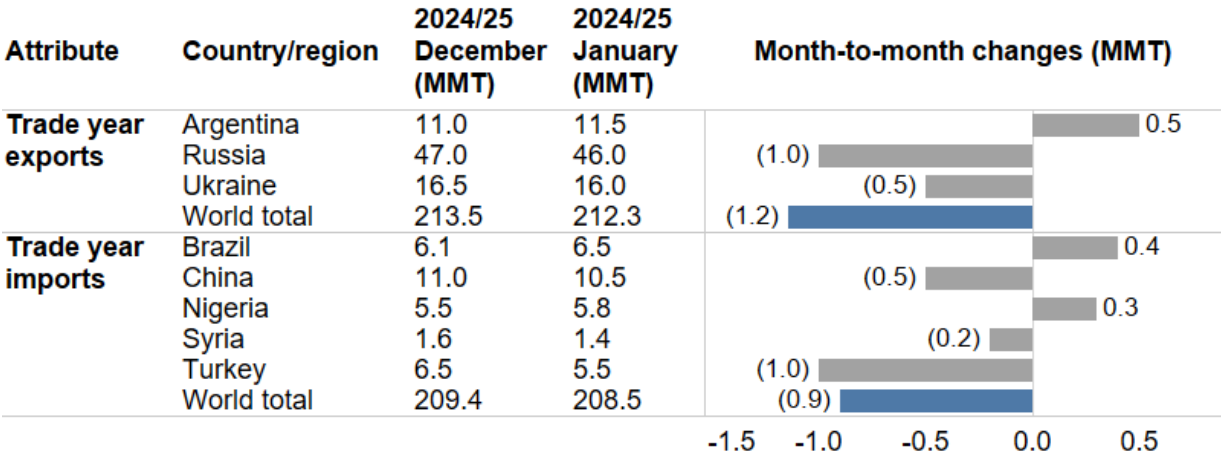 Attribute Country/region 2024/25 December (MMT) 2024/25 January (MMT) Month-to-month changes (MMT)
Trade year exports
Argentina 11.0 11.5 0.5
Russia 47.0 46.0 (1.0)
Ukraine 16.5 16.0 (0.5)
World total 213.5 212.3 (1.2)
Trade year imports
Brazil 6.1 6.5 0.4
China 11.0 10.5 (0.5)
Nigeria 5.5 5.8 0.3
Syria 1.6 1.4 (0.2)
Turkey 6.5 5.5 (1.0)
World total 209.4 208.5 (0.9)
-1.5 -1.0 -0.5 0.0 0.5